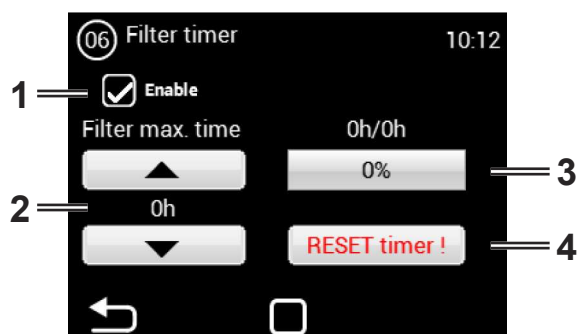 06 Filter timer 10:12
1 Enable
Filter max. time 0h/0h
0% 3
2 0h
RESET timer ! 4